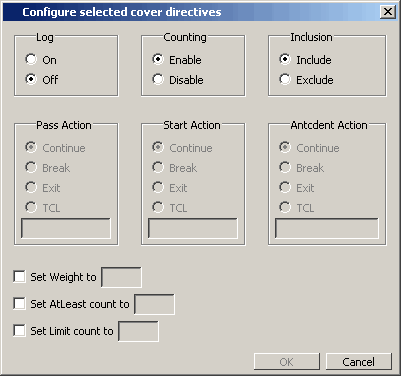 Configure selected cover directives
Log
Counting
Inclusion
On
Enable
Include
Off
Disable
Exclude
Pass Action
Start Action
Antcdent Action
Continue
Continue
Continue
Break
Break
Break
Exit
Exit
Exit
TCL
TCL
TCL
Set Weight to
Set AtLeast count to
Set Limit count to
OK
Cancel